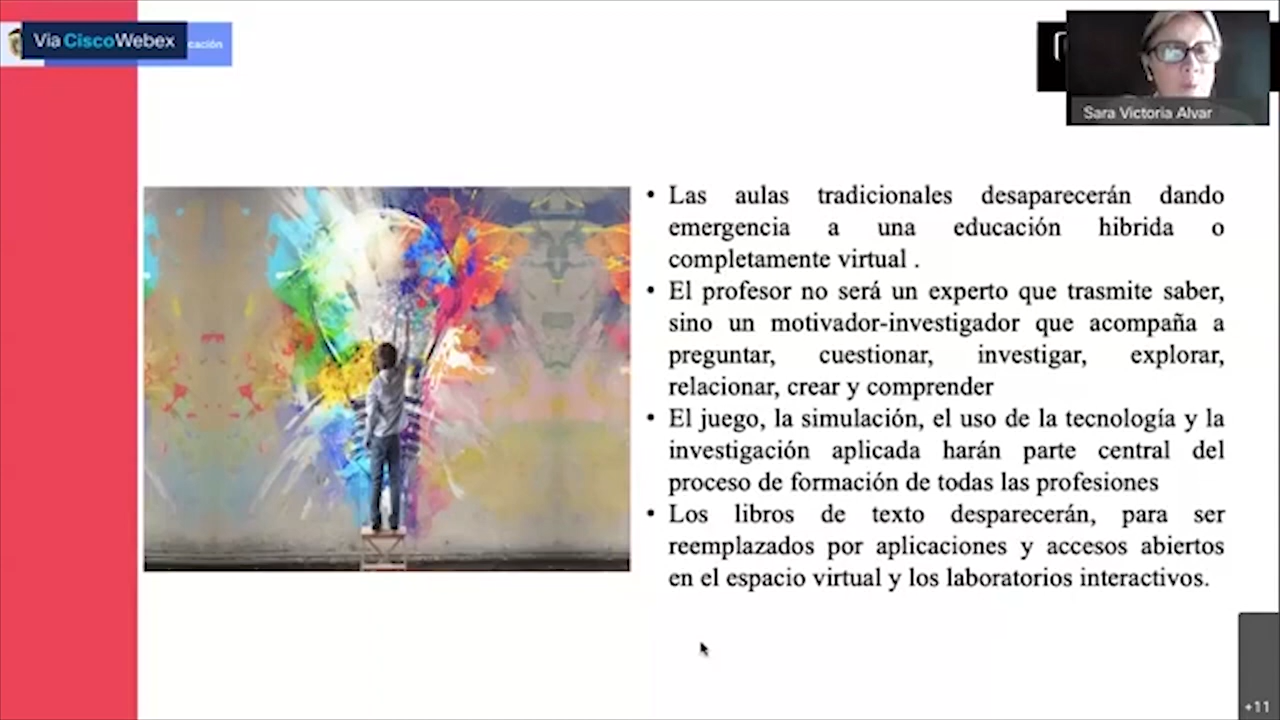 Vía CiscoWebex
cación
Sara Victoria Alvar
• Las aulas tradicionales desaparecerán dando
emergencia a una educación hibrida o
completamente virtual .
• El profesor no será un experto que trasmite saber,
sino un motivador-investigador que acompaña a
preguntar, cuestionar, investigar, explorar,
relacionar, crear y comprender
• El juego, la simulación, el uso de la tecnología y la
investigación aplicada harán parte central del
proceso de formación de todas las profesiones
• Los libros de texto desparecerán, para ser
reemplazados por aplicaciones y accesos abiertos
en el espacio virtual y los laboratorios interactivos.
+11